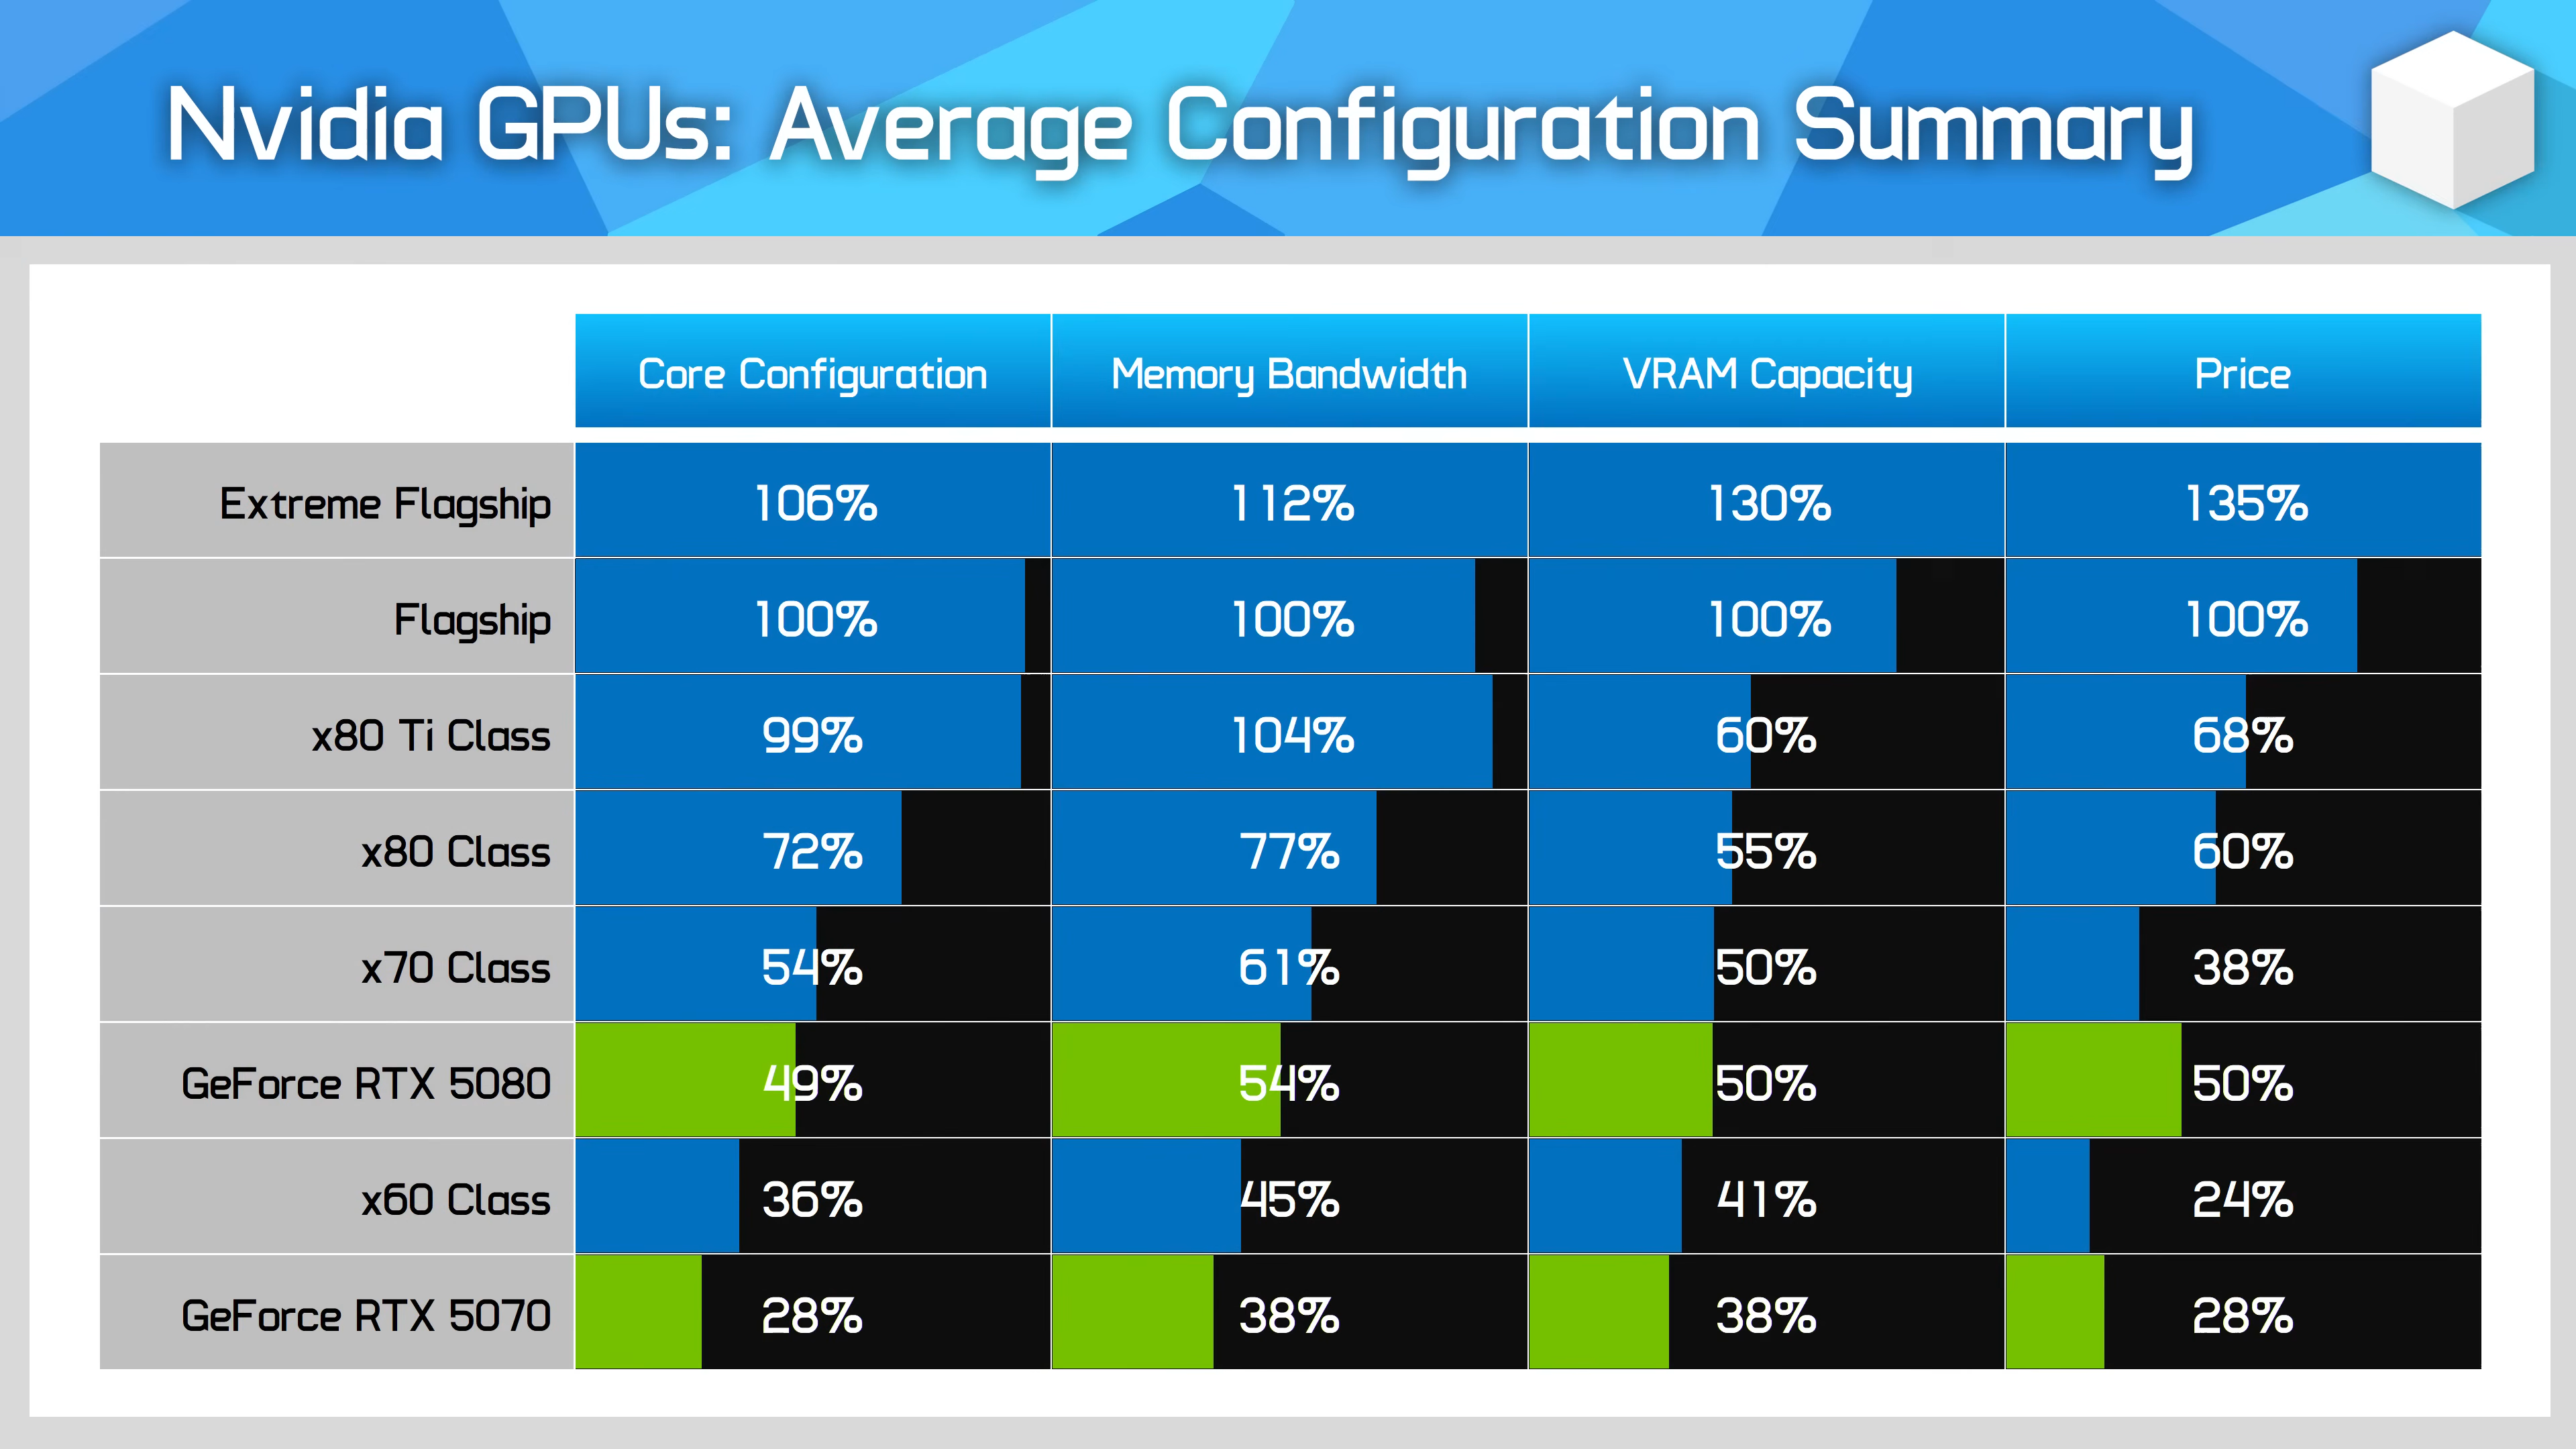 Nvidia GPUs: Average Configuration Summary
Core Configuration Memory Bandwidth VRAM Capacity Price
Extreme Flagship 106% 112% 130% 135%
Flagship 100% 100% 100% 100%
x80 Ti Class 99% 104% 60% 68%
x80 Class 72% 77% 55% 60%
x70 Class 54% 61% 50% 38%
GeForce RTX 5080 49% 54% 50% 50%
x60 Class 36% 45% 41% 24%
GeForce RTX 5070 28% 38% 38% 28%